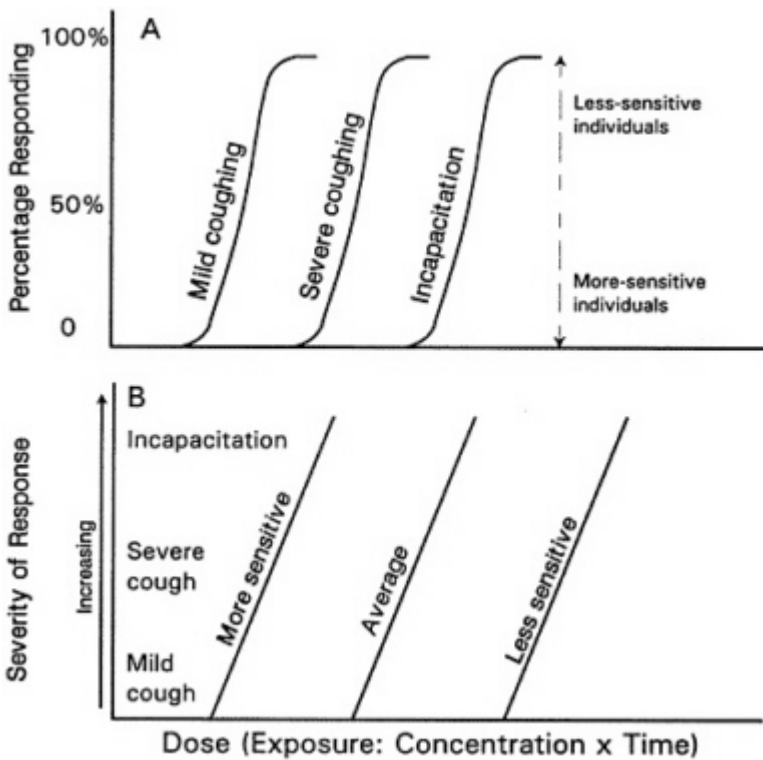 A
100%
50%
0
Percentage Responding
Mild coughing
Severe coughing
Incapacitation
Less-sensitive
individuals
More-sensitive
individuals
B
Severity of Response
Increasing
Incapacitation
Severe
cough
Mild
cough
More sensitive
Average
Less sensitive
Dose (Exposure: Concentration x Time)